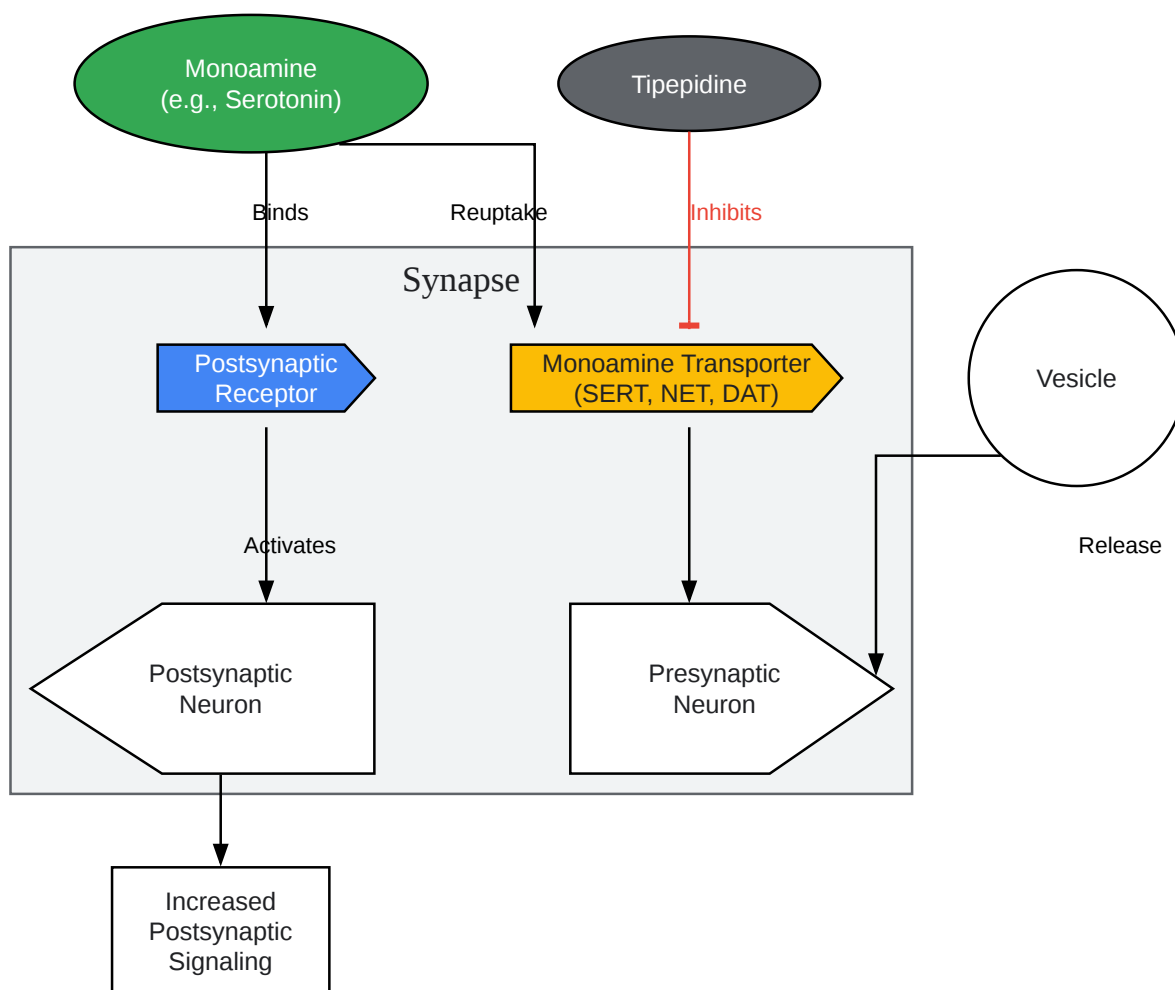 Monoamine
(e.g., Serotonin)
Tipepidine
Binds
Reuptake
Inhibits
Synapse
Postsynaptic
Receptor
Monoamine Transporter
(SERT, NET, DAT)
Vesicle
Activates
Release
Postsynaptic
Neuron
Presynaptic
Neuron
Increased
Postsynaptic
Signaling